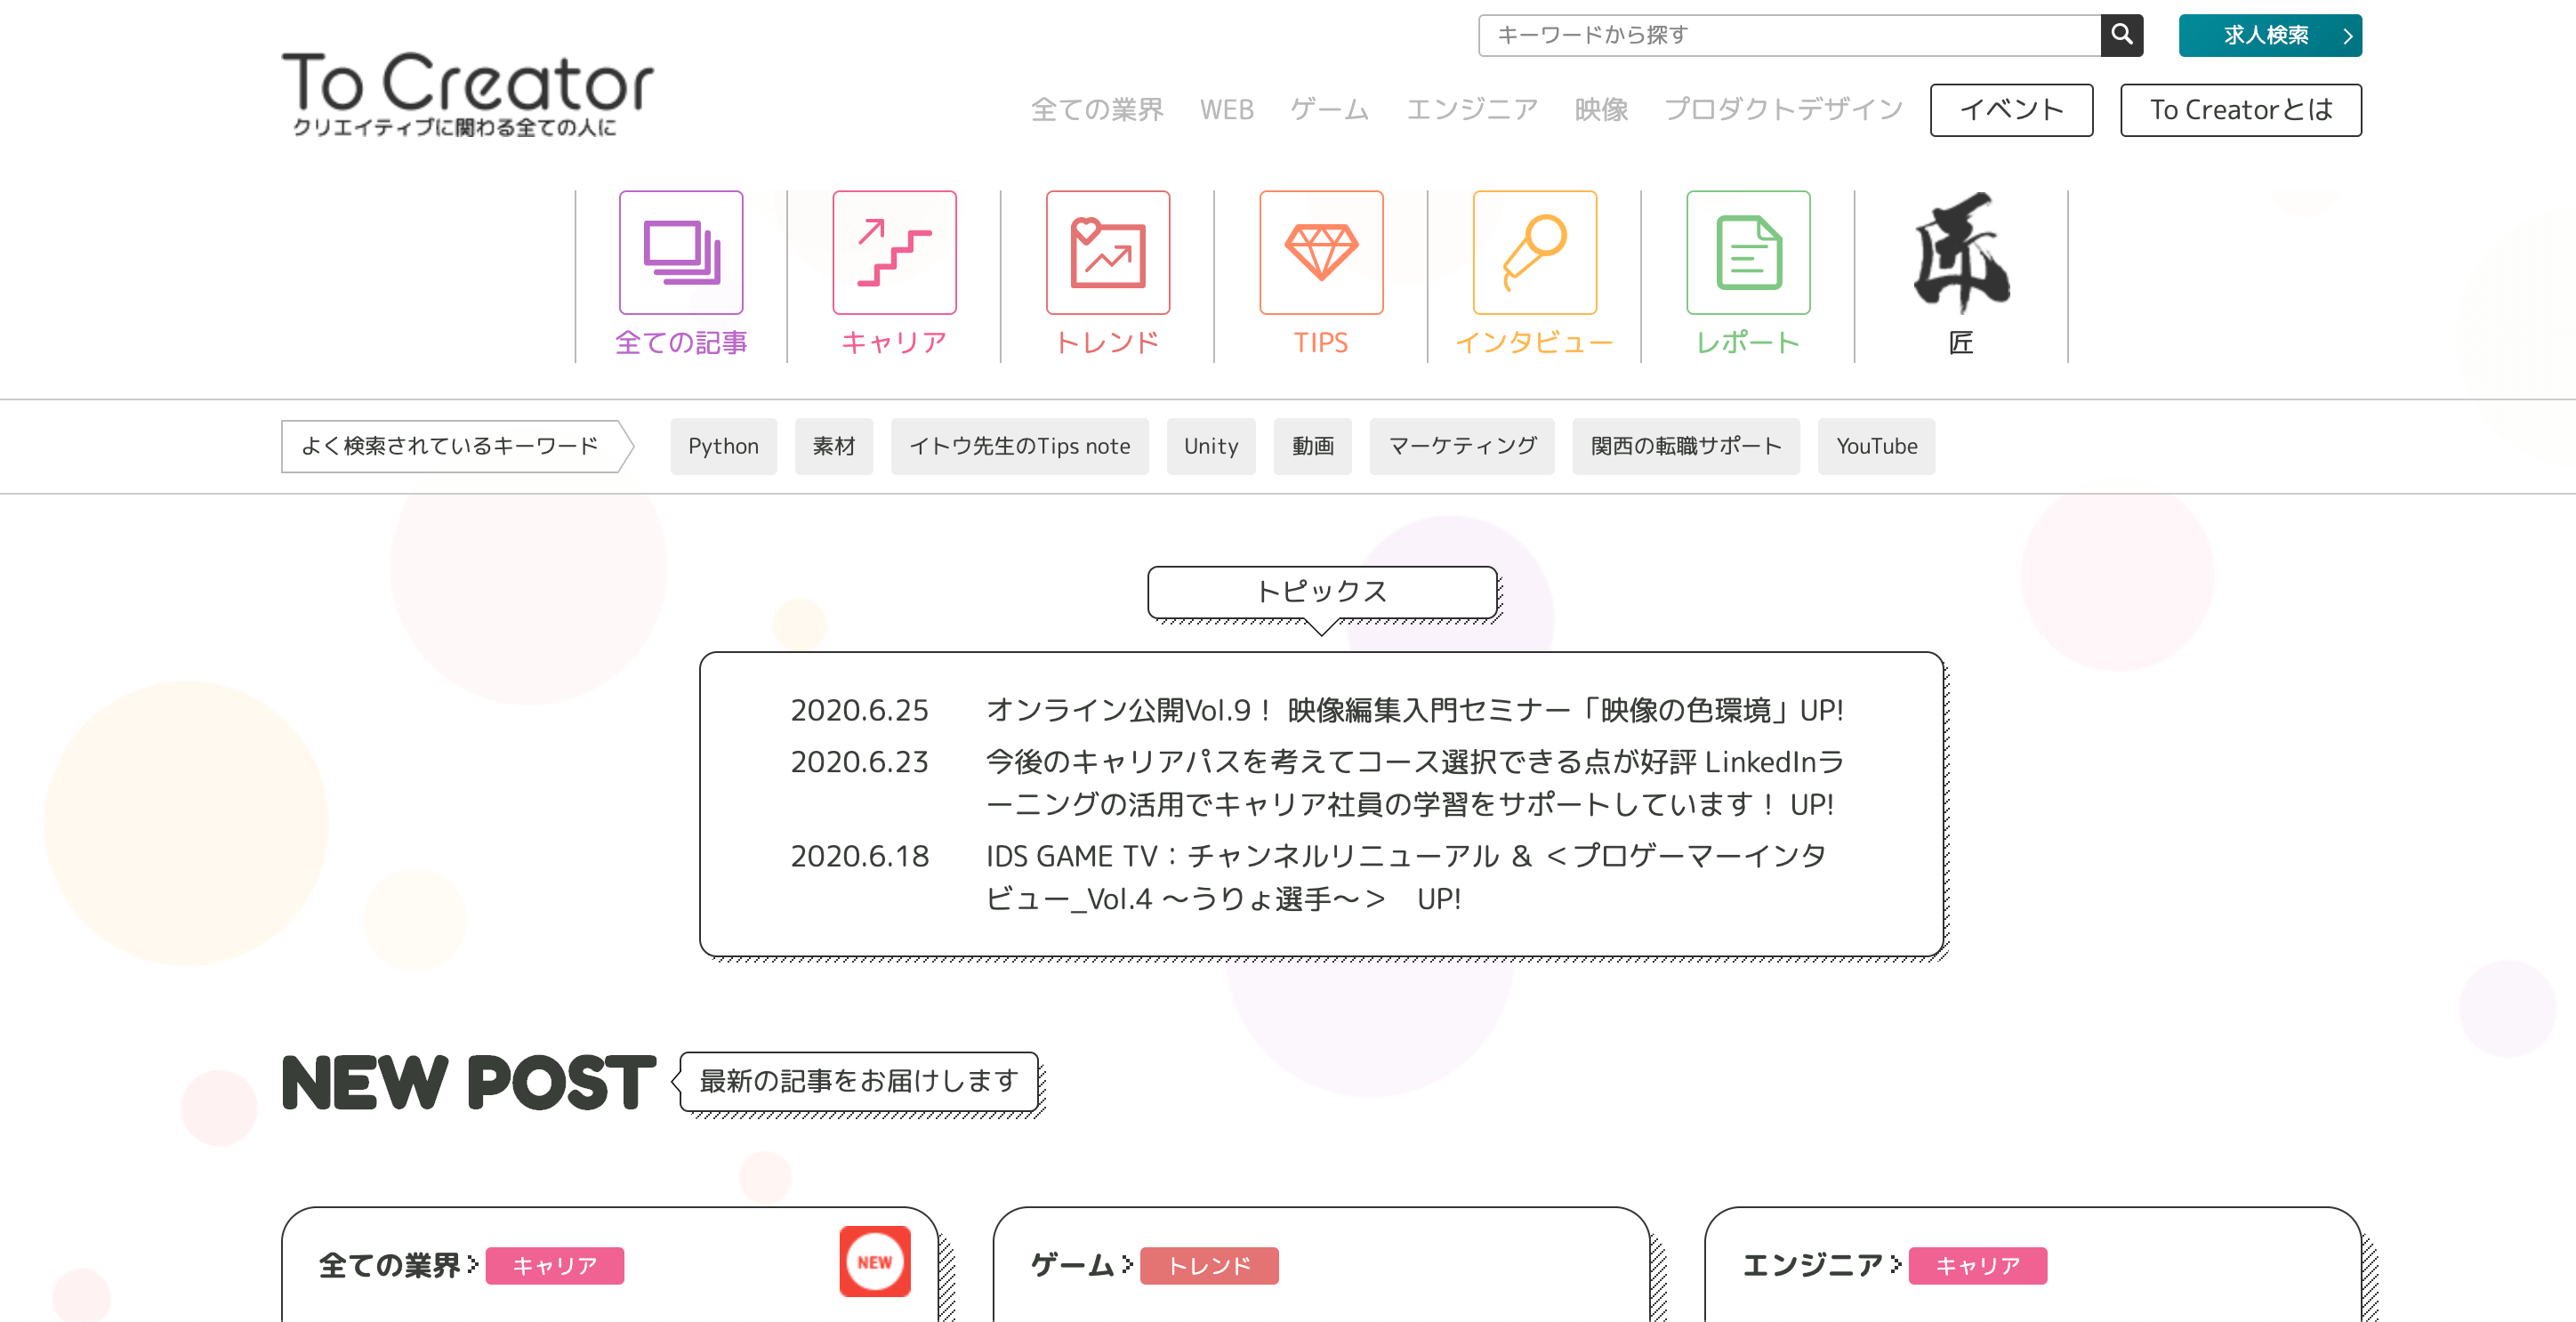 キーワードから探す
求人検索
To Creator
クリエイティブに関わる全ての人に
全ての業界 WEB ゲーム エンジニア 映像 プロダクトデザイン イベント To Creatorとは
匠
全ての記事 キャリア トレンド TIPS インタビュー レポート 匠
よく検索されているキーワード Python 素材 イトウ先生のTips note Unity 動画 マーケティング 関西の転職サポート YouTube
トピックス
2020.6.25 オンライン公開Vol.9！ 映像編集入門セミナー「映像の色環境」UP!
2020.6.23 今後のキャリアパスを考えてコース選択できる点が好評 LinkedInラ
ーニングの活用でキャリア社員の学習をサポートしています！ UP!
2020.6.18 IDS GAME TV：チャンネルリニューアル ＆ ＜プロゲーマーインタ
ビュー_Vol.4 〜うりょ選手〜＞　UP!
NEW POST 最新の記事をお届けします
全ての業界 キャリア NEW
ゲーム トレンド
エンジニア キャリア